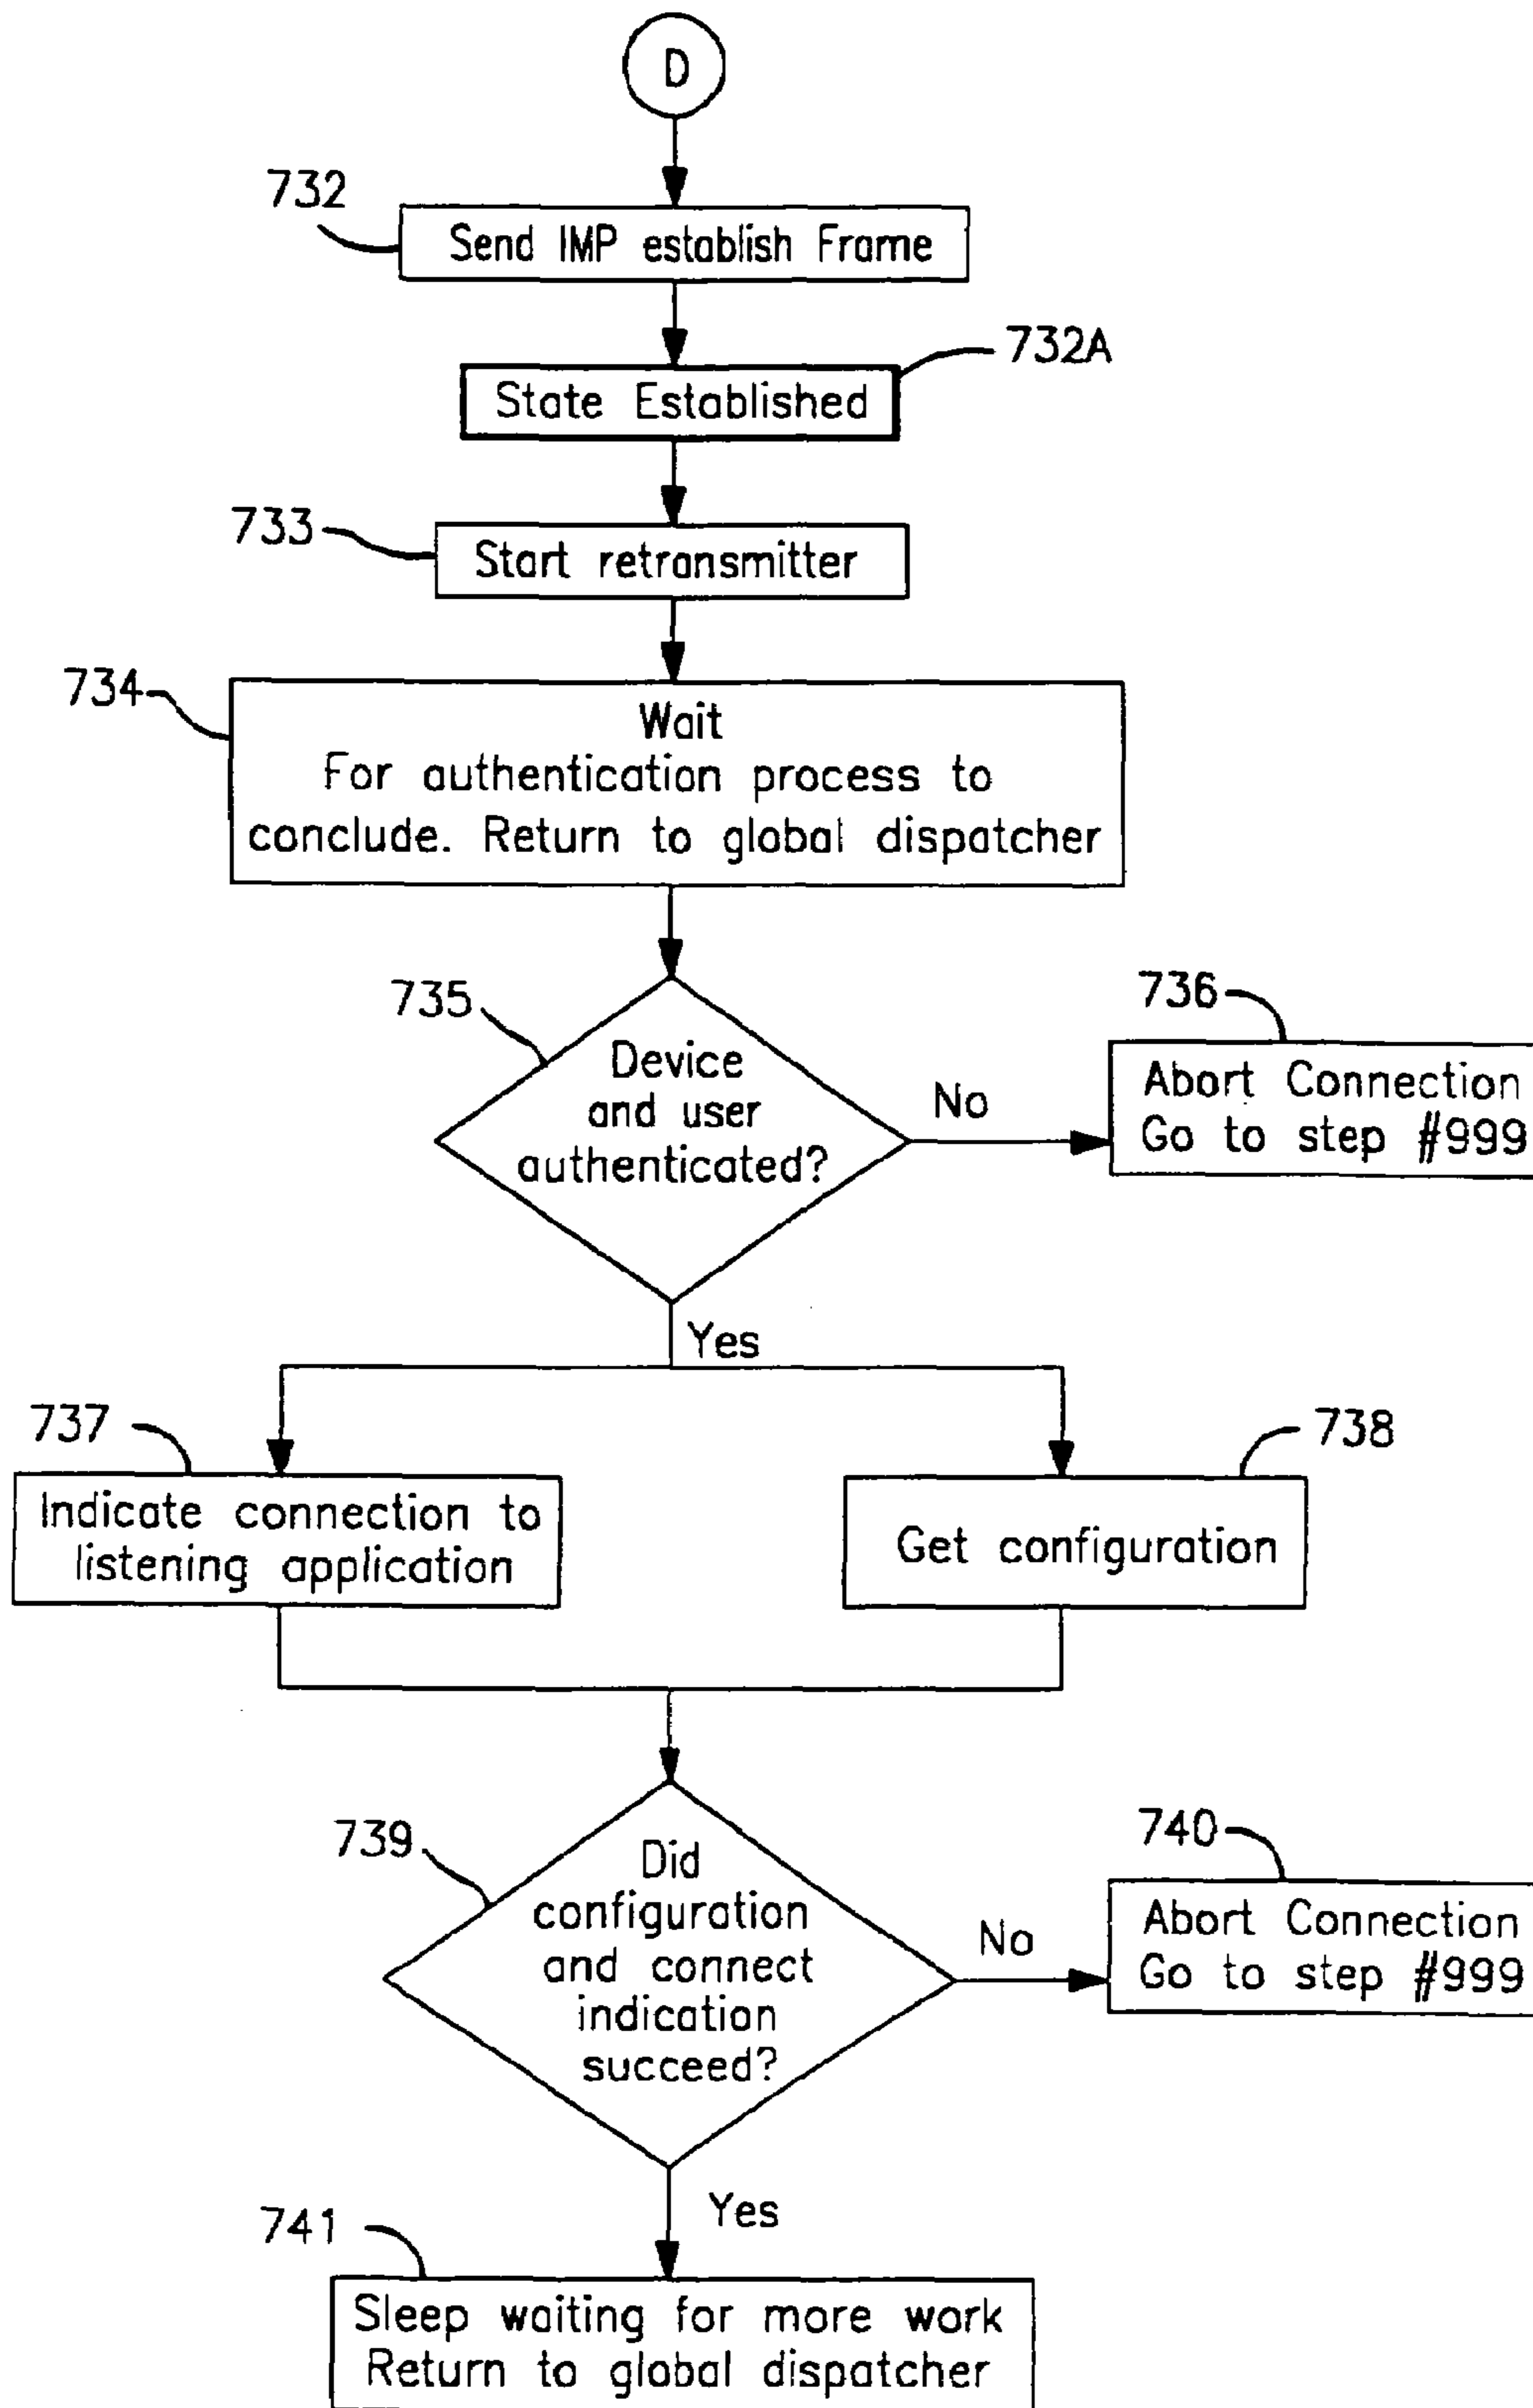 D
732
Send IMP establish Frame
732A
State Established
733
Start retransmitter
734
Wait
For authentication process to
conclude. Return to global dispatcher
735
Device
and user
authenticated?
No
736
Abort Connection
Go to step #999
Yes
737
Indicate connection to
listening application
738
Get configuration
739
Did
configuration
and connect
indication
succeed?
No
740
Abort Connection
Go to step #999
Yes
741
Sleep waiting for more work
Return to global dispatcher